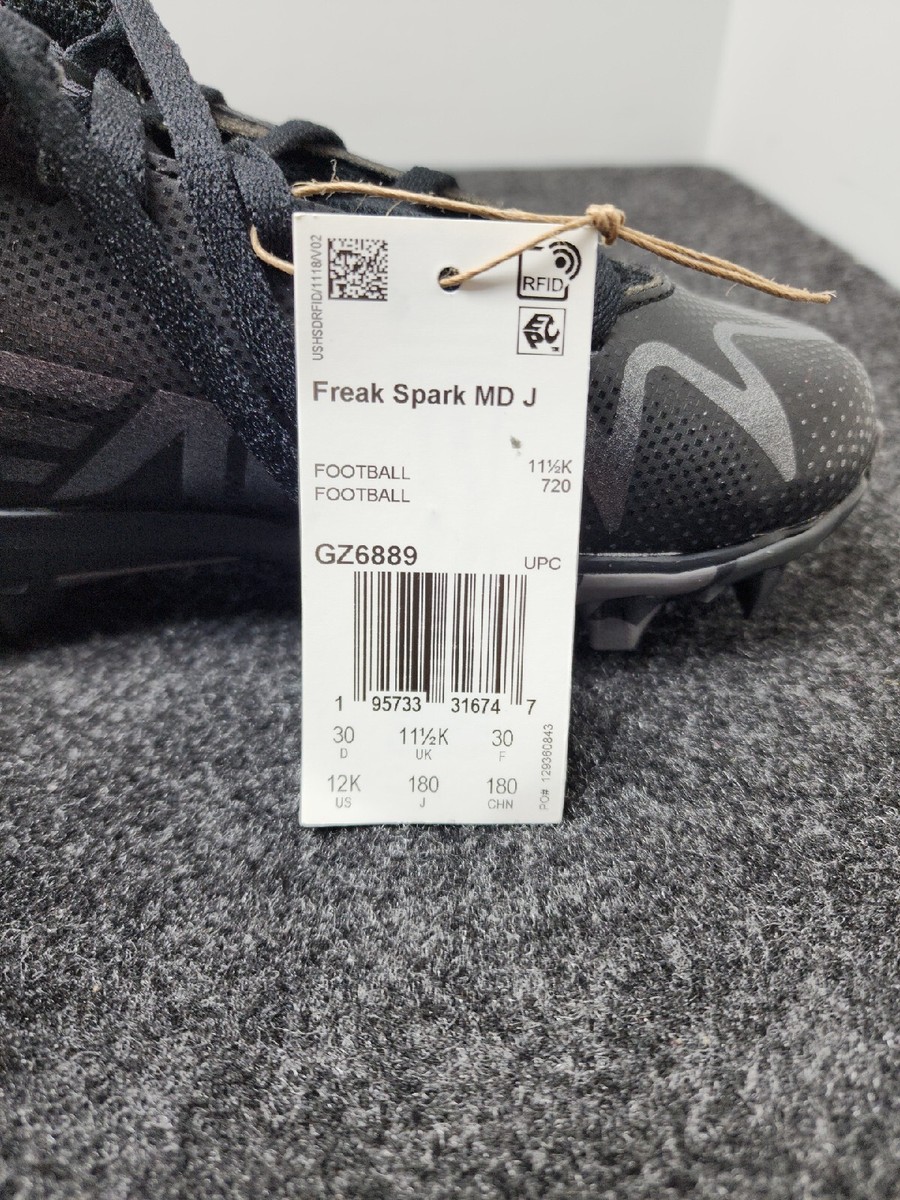 USHSDRFID/1118/V02
RFID
EPC
Freak Spark MD J
FOOTBALL 11½K
FOOTBALL 720
GZ6889 UPC
1 95733 31674 7
30 11½K 30
D UK F
12K 180 180
US J CHN
PO# 129360843